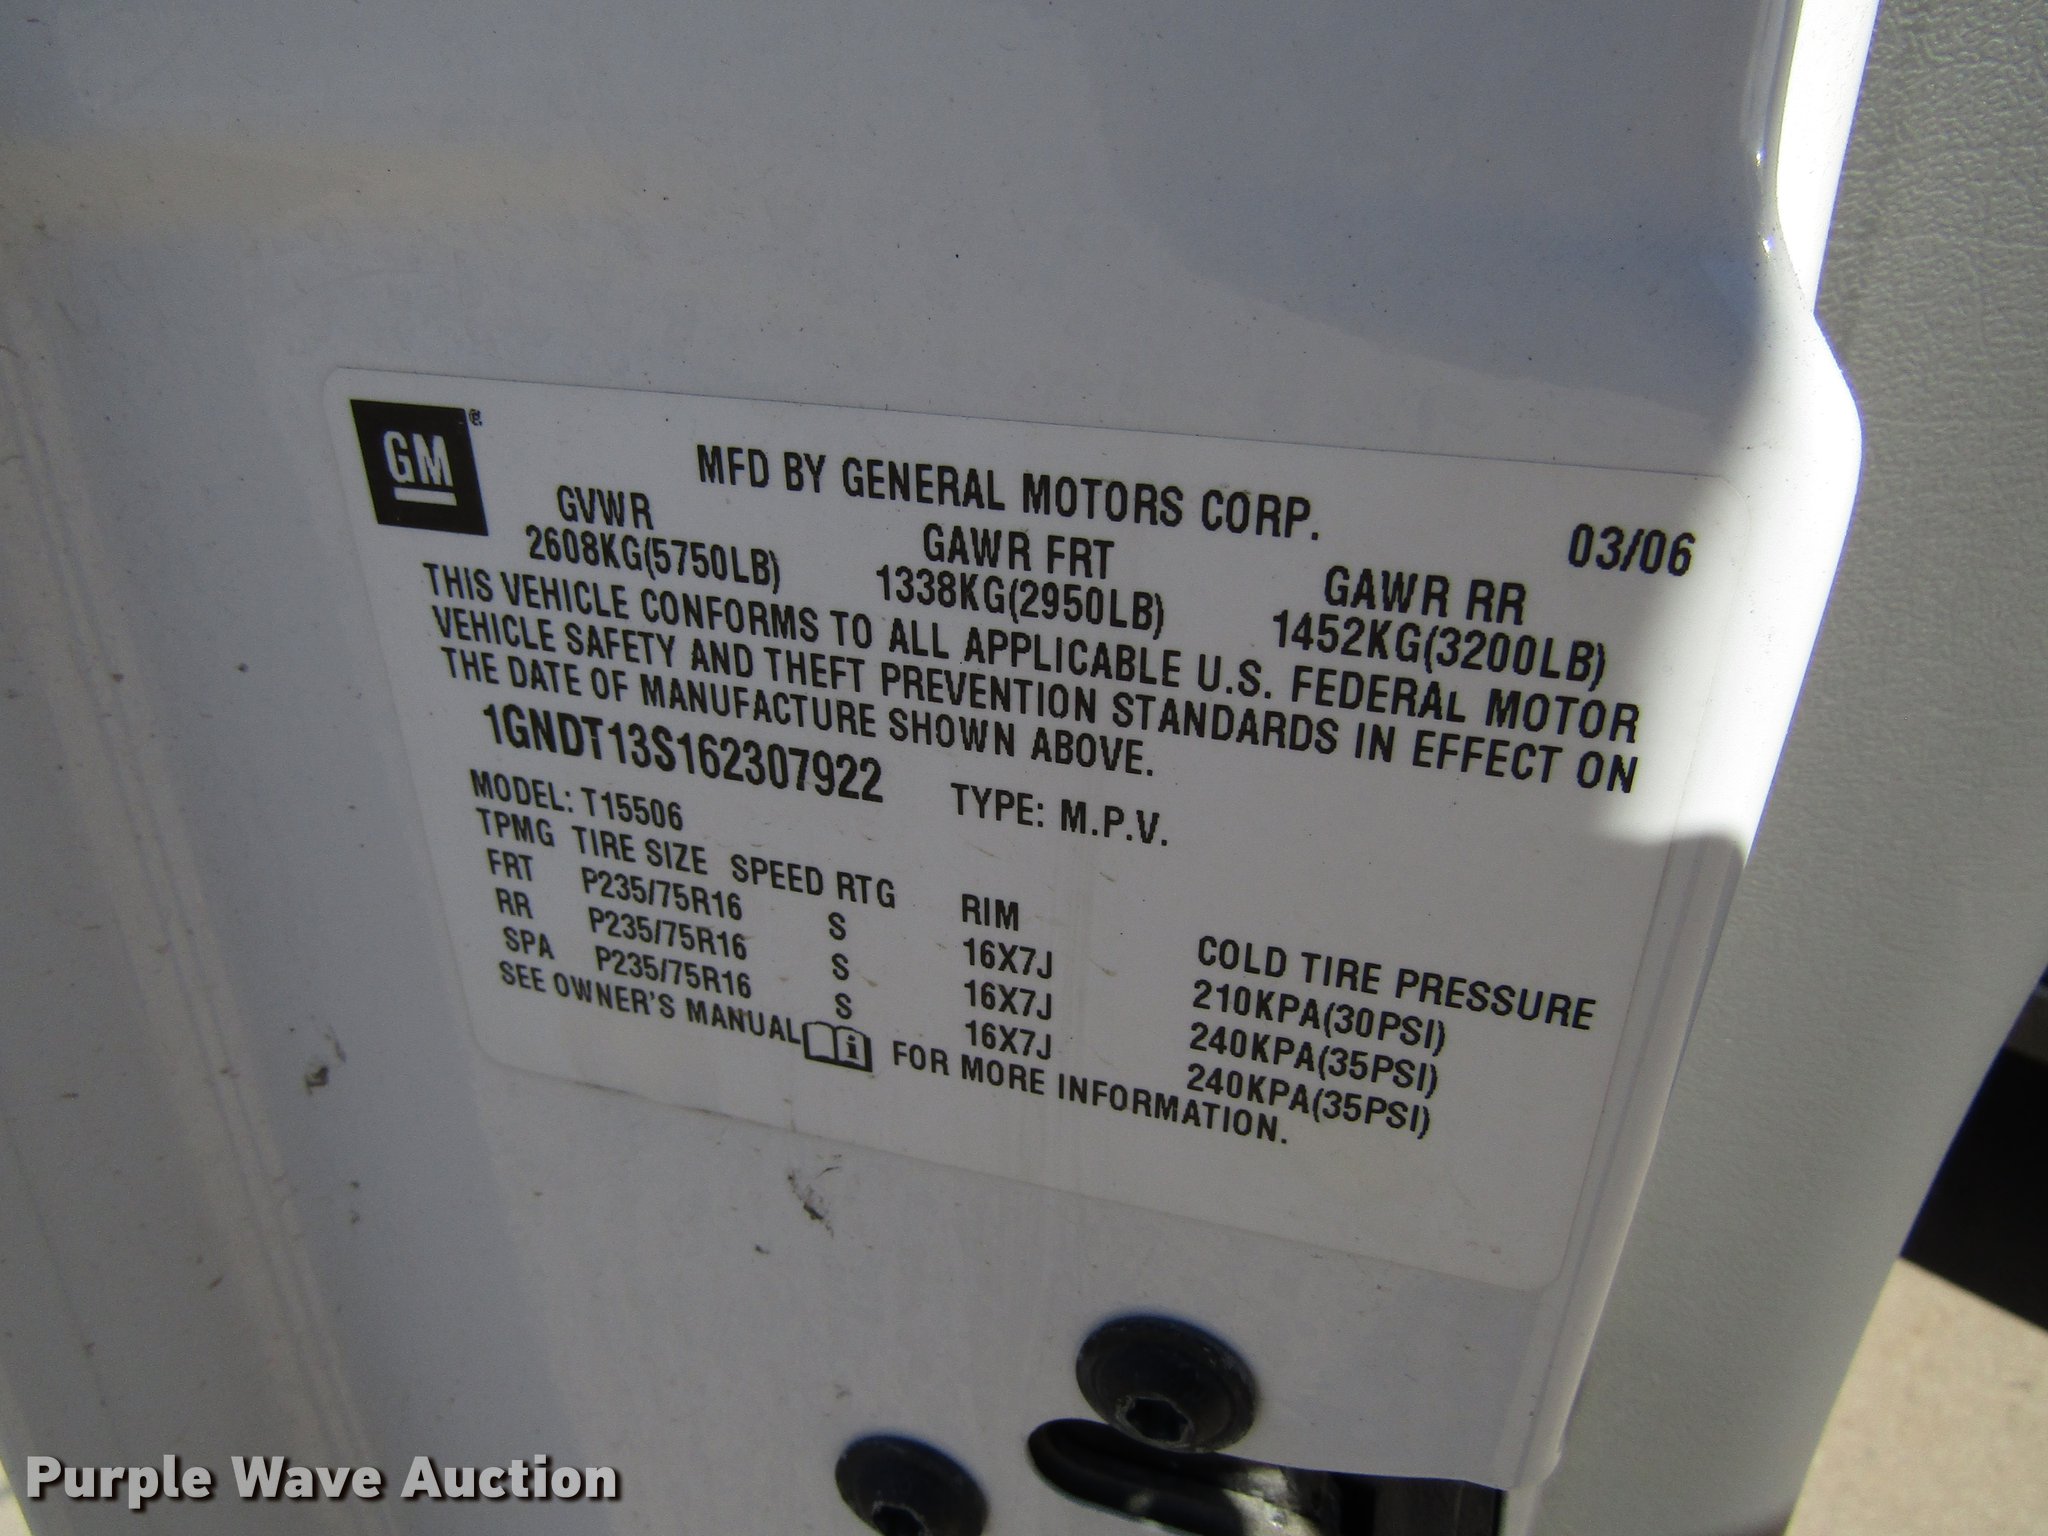 GM
MFD BY GENERAL MOTORS CORP.
03/06
GVWR GAWR FRT GAWR RR
2608KG(5750LB) 1338KG(2950LB) 1452KG(3200LB)
THIS VEHICLE CONFORMS TO ALL APPLICABLE U.S. FEDERAL MOTOR
VEHICLE SAFETY AND THEFT PREVENTION STANDARDS IN EFFECT ON
THE DATE OF MANUFACTURE SHOWN ABOVE.
1GNDT13S162307922 TYPE: M.P.V.
MODEL: T15506
TPMG TIRE SIZE SPEED RTG RIM COLD TIRE PRESSURE
FRT P235/75R16 S 16X7J 210KPA(30PSI)
RR P235/75R16 S 16X7J 240KPA(35PSI)
SPA P235/75R16 S 16X7J 240KPA(35PSI)
SEE OWNER'S MANUAL FOR MORE INFORMATION.
Purple Wave Auction